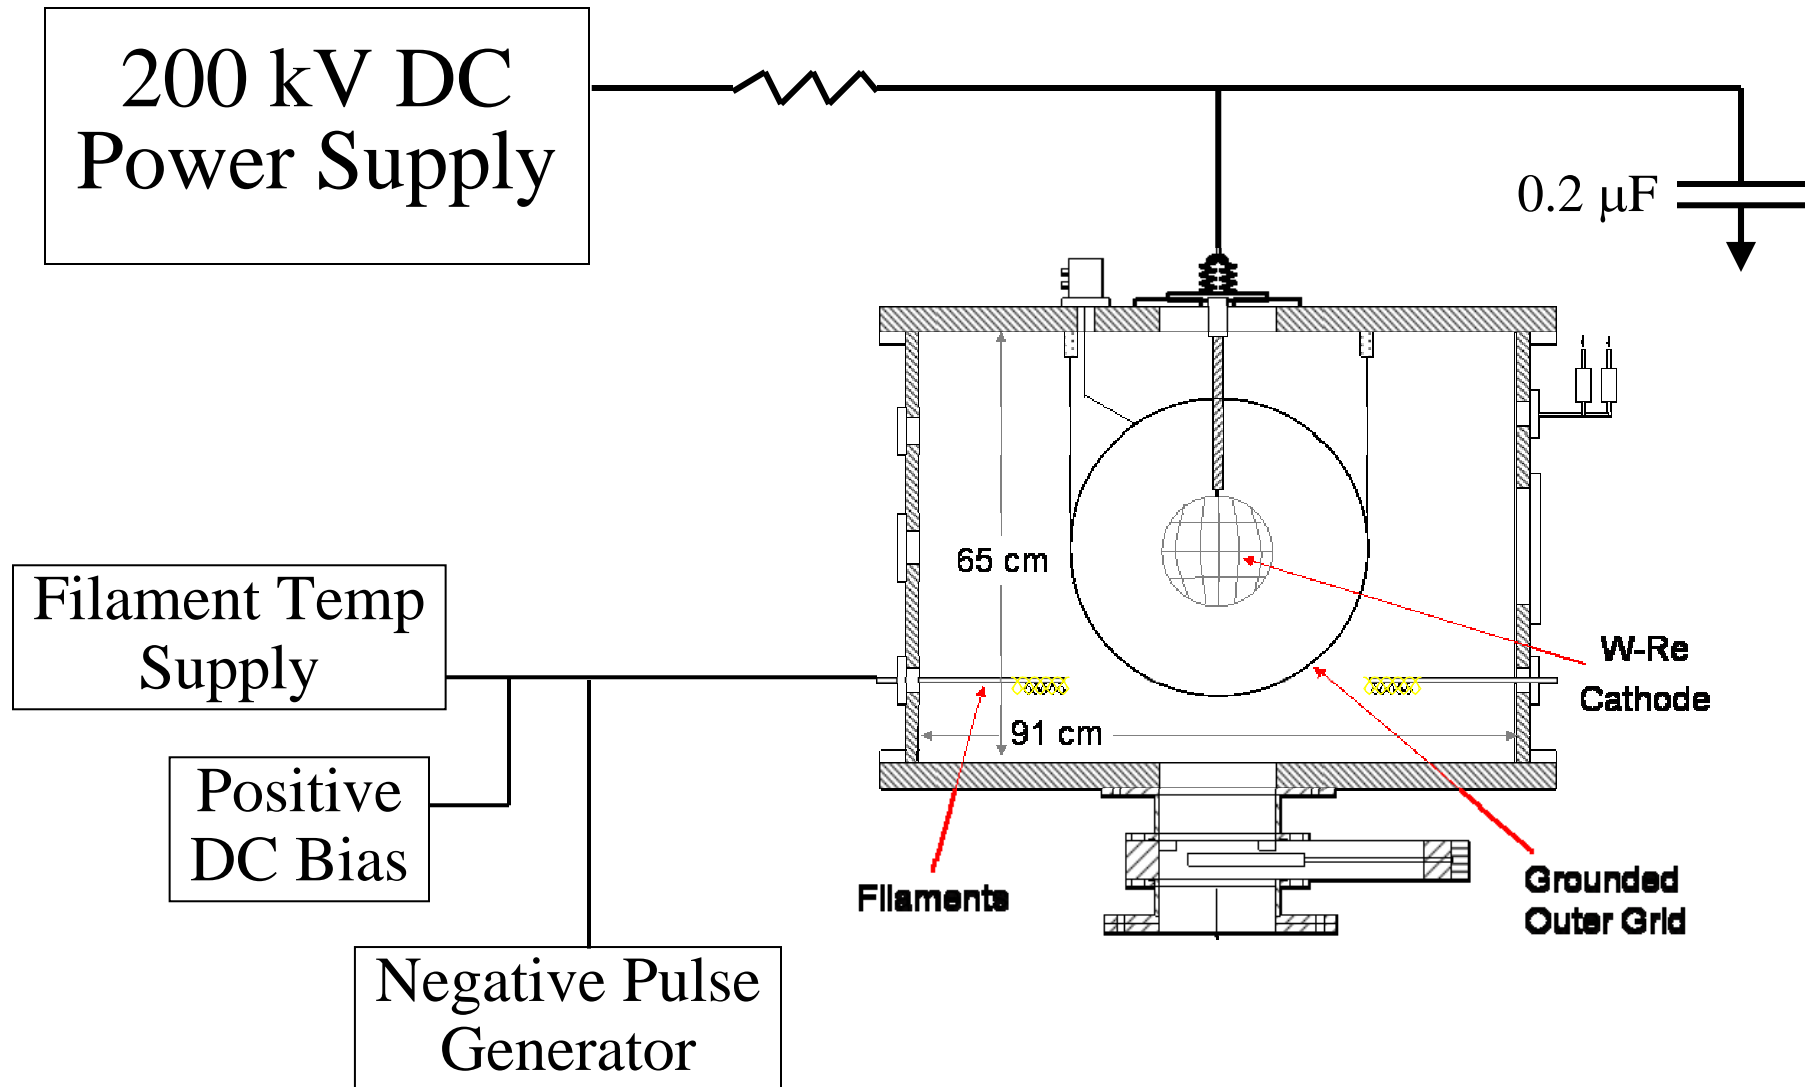 200 kV DC
Power Supply
0.2 μF
65 cm
Filament Temp
Supply
W-Re
Cathode
91 cm
Positive
DC Bias
Filaments
Grounded
Outer Grid
Negative Pulse
Generator